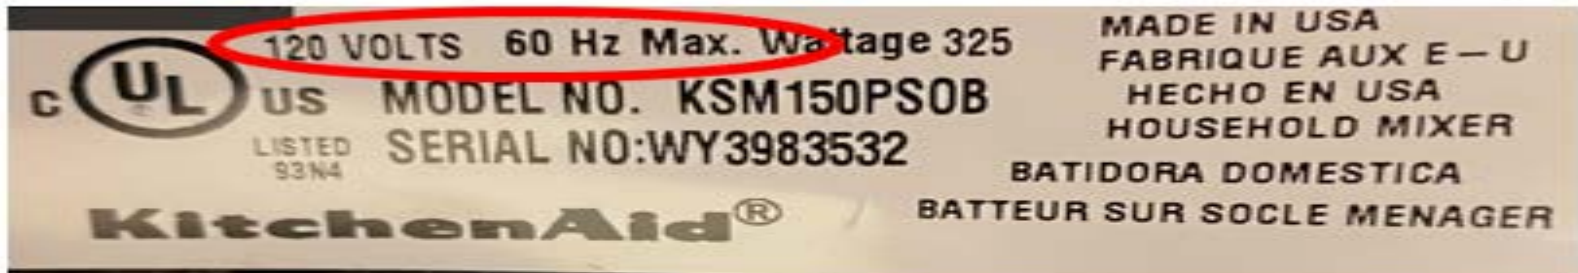 120 VOLTS 60 Hz Max. Wattage 325
C UL US MODEL NO. KSM150PSOB
LISTED
93N4
SERIAL NO:WY3983532
KitchenAid®
MADE IN USA
FABRIQUE AUX E-U
HECHO EN USA
HOUSEHOLD MIXER
BATIDORA DOMESTICA
BATTEUR SUR SOCLE MENAGER